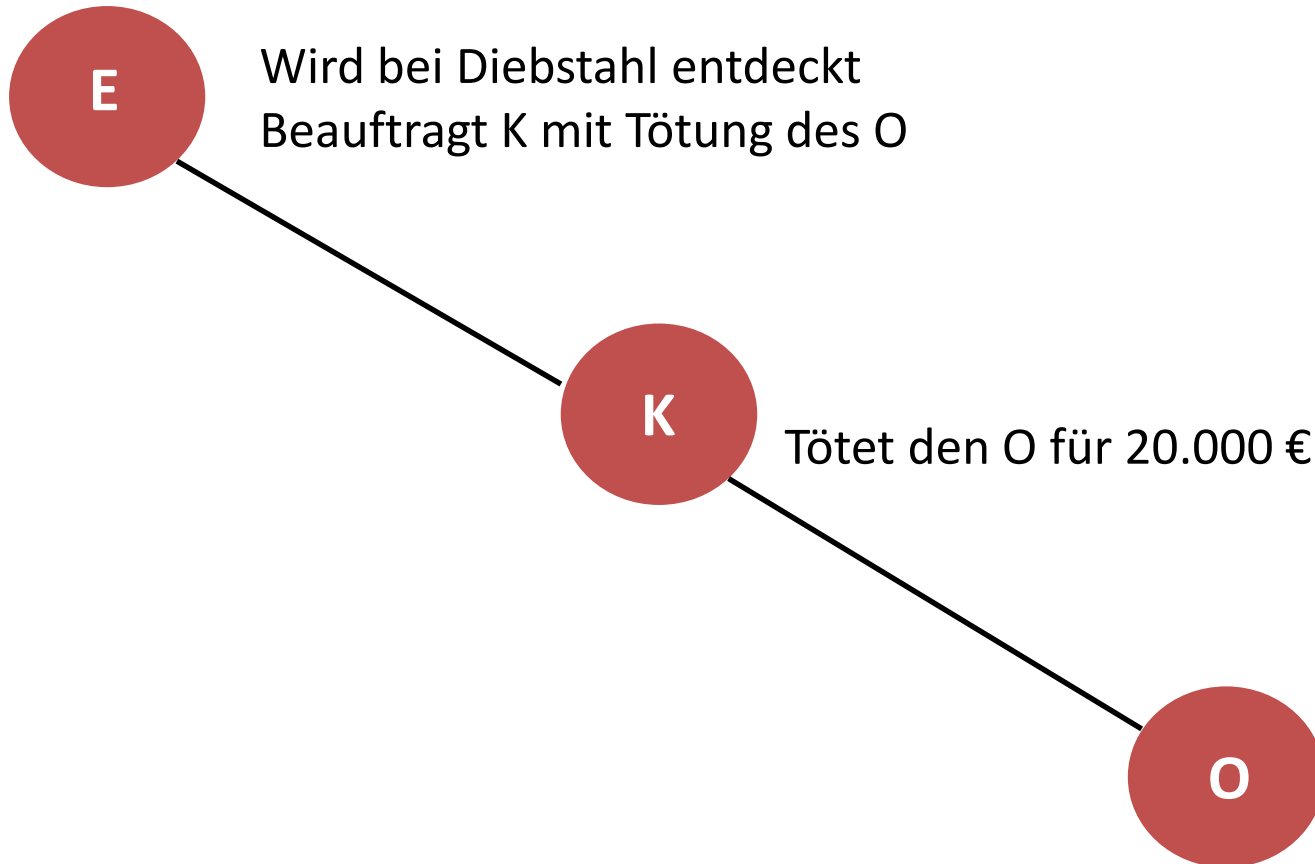 E
Wird bei Diebstahl entdeckt
Beauftragt K mit Tötung des O
K
Tötet den O für 20.000 €
O